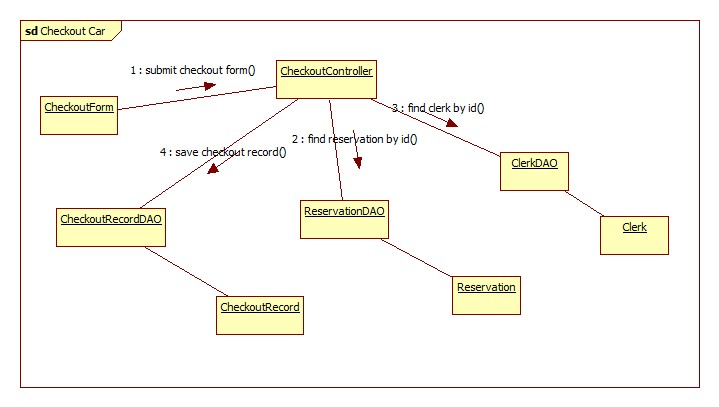 sd Checkout Car
1 : submit checkout form()
CheckoutController
CheckoutForm
3 : find clerk by id()
2 : find reservation by id()
4 : save checkout record()
ClerkDAO
CheckoutRecordDAO
ReservationDAO
Clerk
Reservation
CheckoutRecord